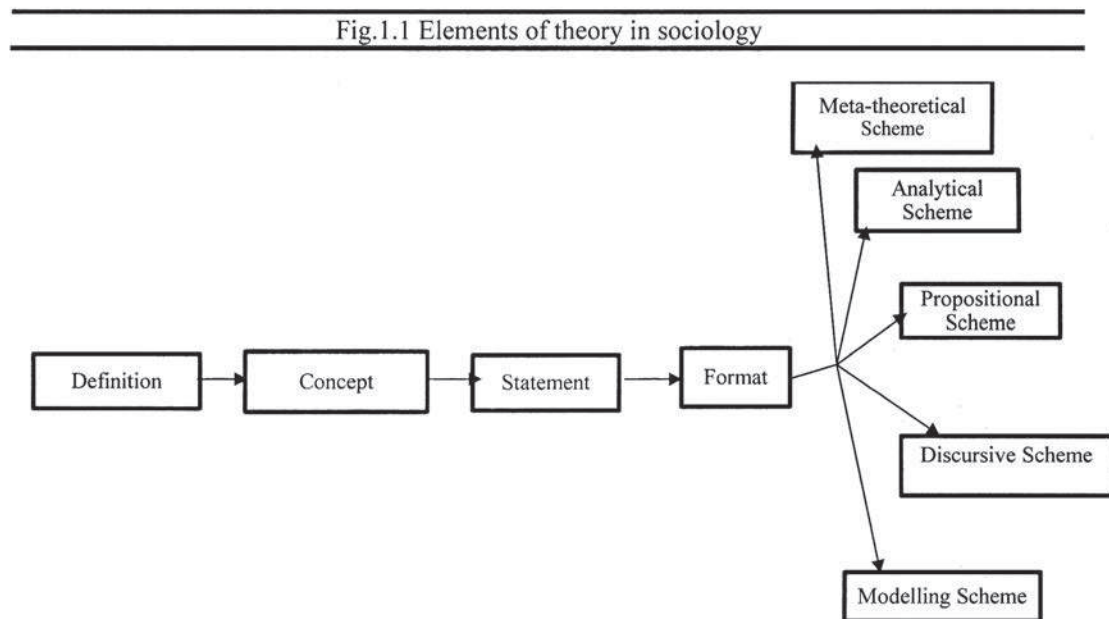 Fig.1.1 Elements of theory in sociology
Meta-theoretical
Scheme
Analytical
Scheme
Propositional
Scheme
Definition
Concept
Statement
Format
Discursive Scheme
Modelling Scheme